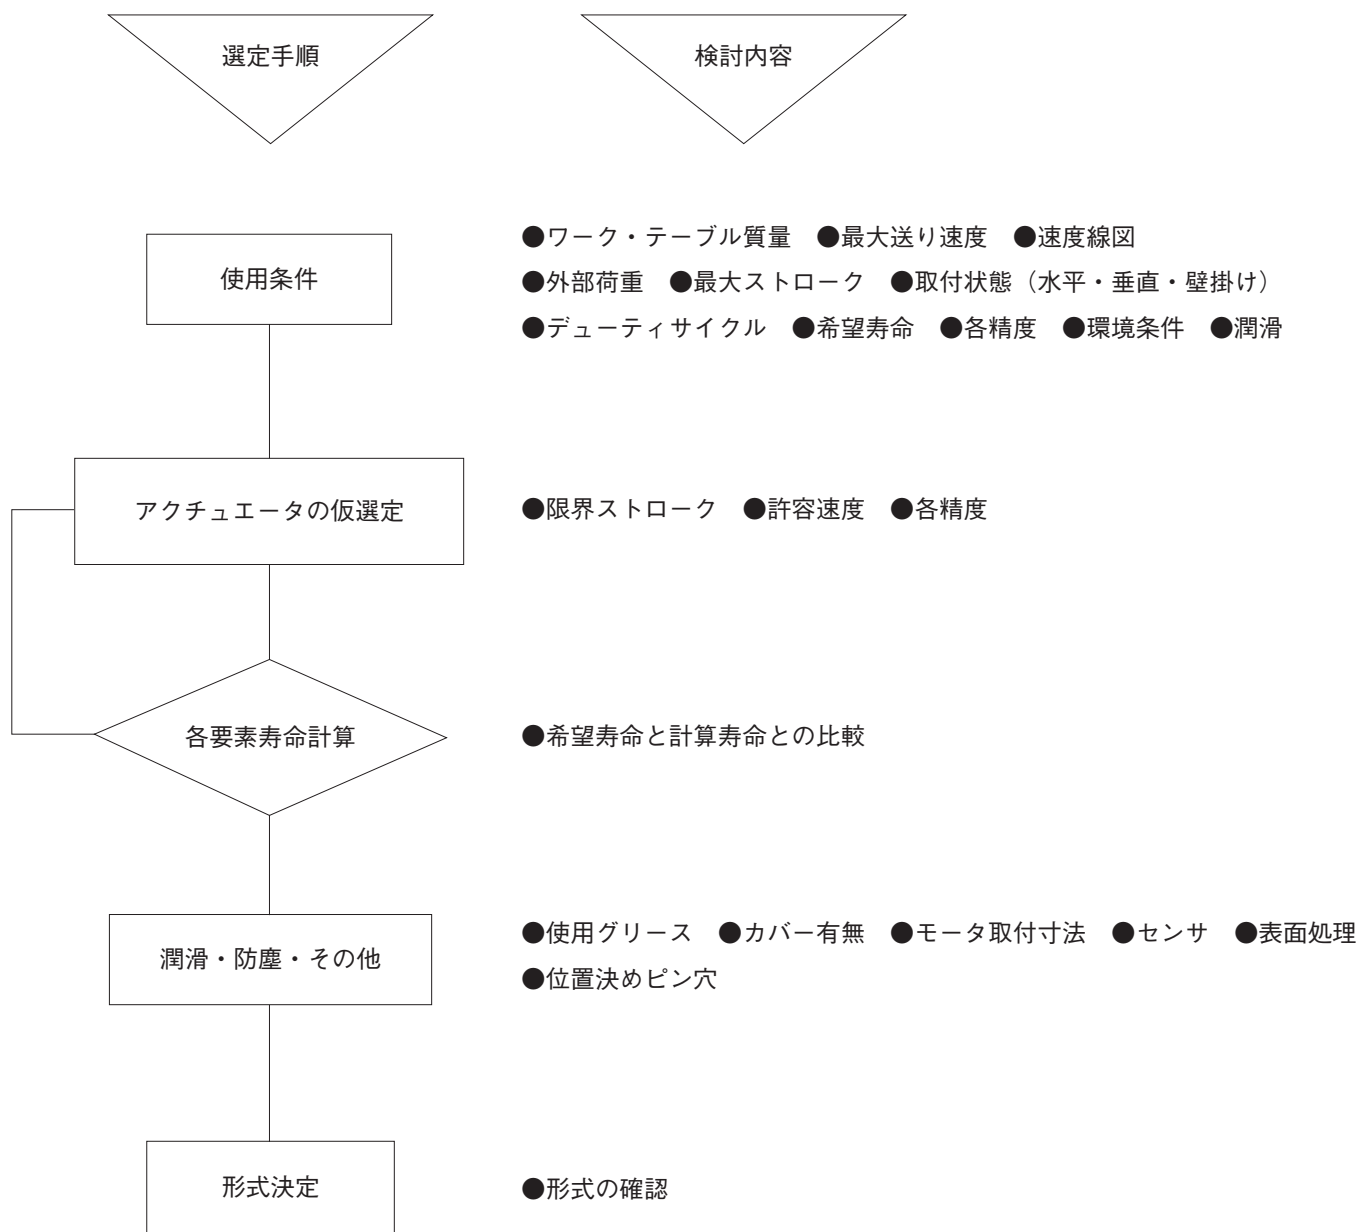 選定手順
検討内容
使用条件
●ワーク・テーブル質量 ●最大送り速度 ●速度線図
●外部荷重 ●最大ストローク ●取付状態（水平・垂直・壁掛け）
●デューティサイクル ●希望寿命 ●各精度 ●環境条件 ●潤滑
アクチュエータの仮選定
●限界ストローク ●許容速度 ●各精度
各要素寿命計算
●希望寿命と計算寿命との比較
潤滑・防塵・その他
●使用グリース ●カバー有無 ●モータ取付寸法 ●センサ ●表面処理
●位置決めピン穴
形式決定
●形式の確認